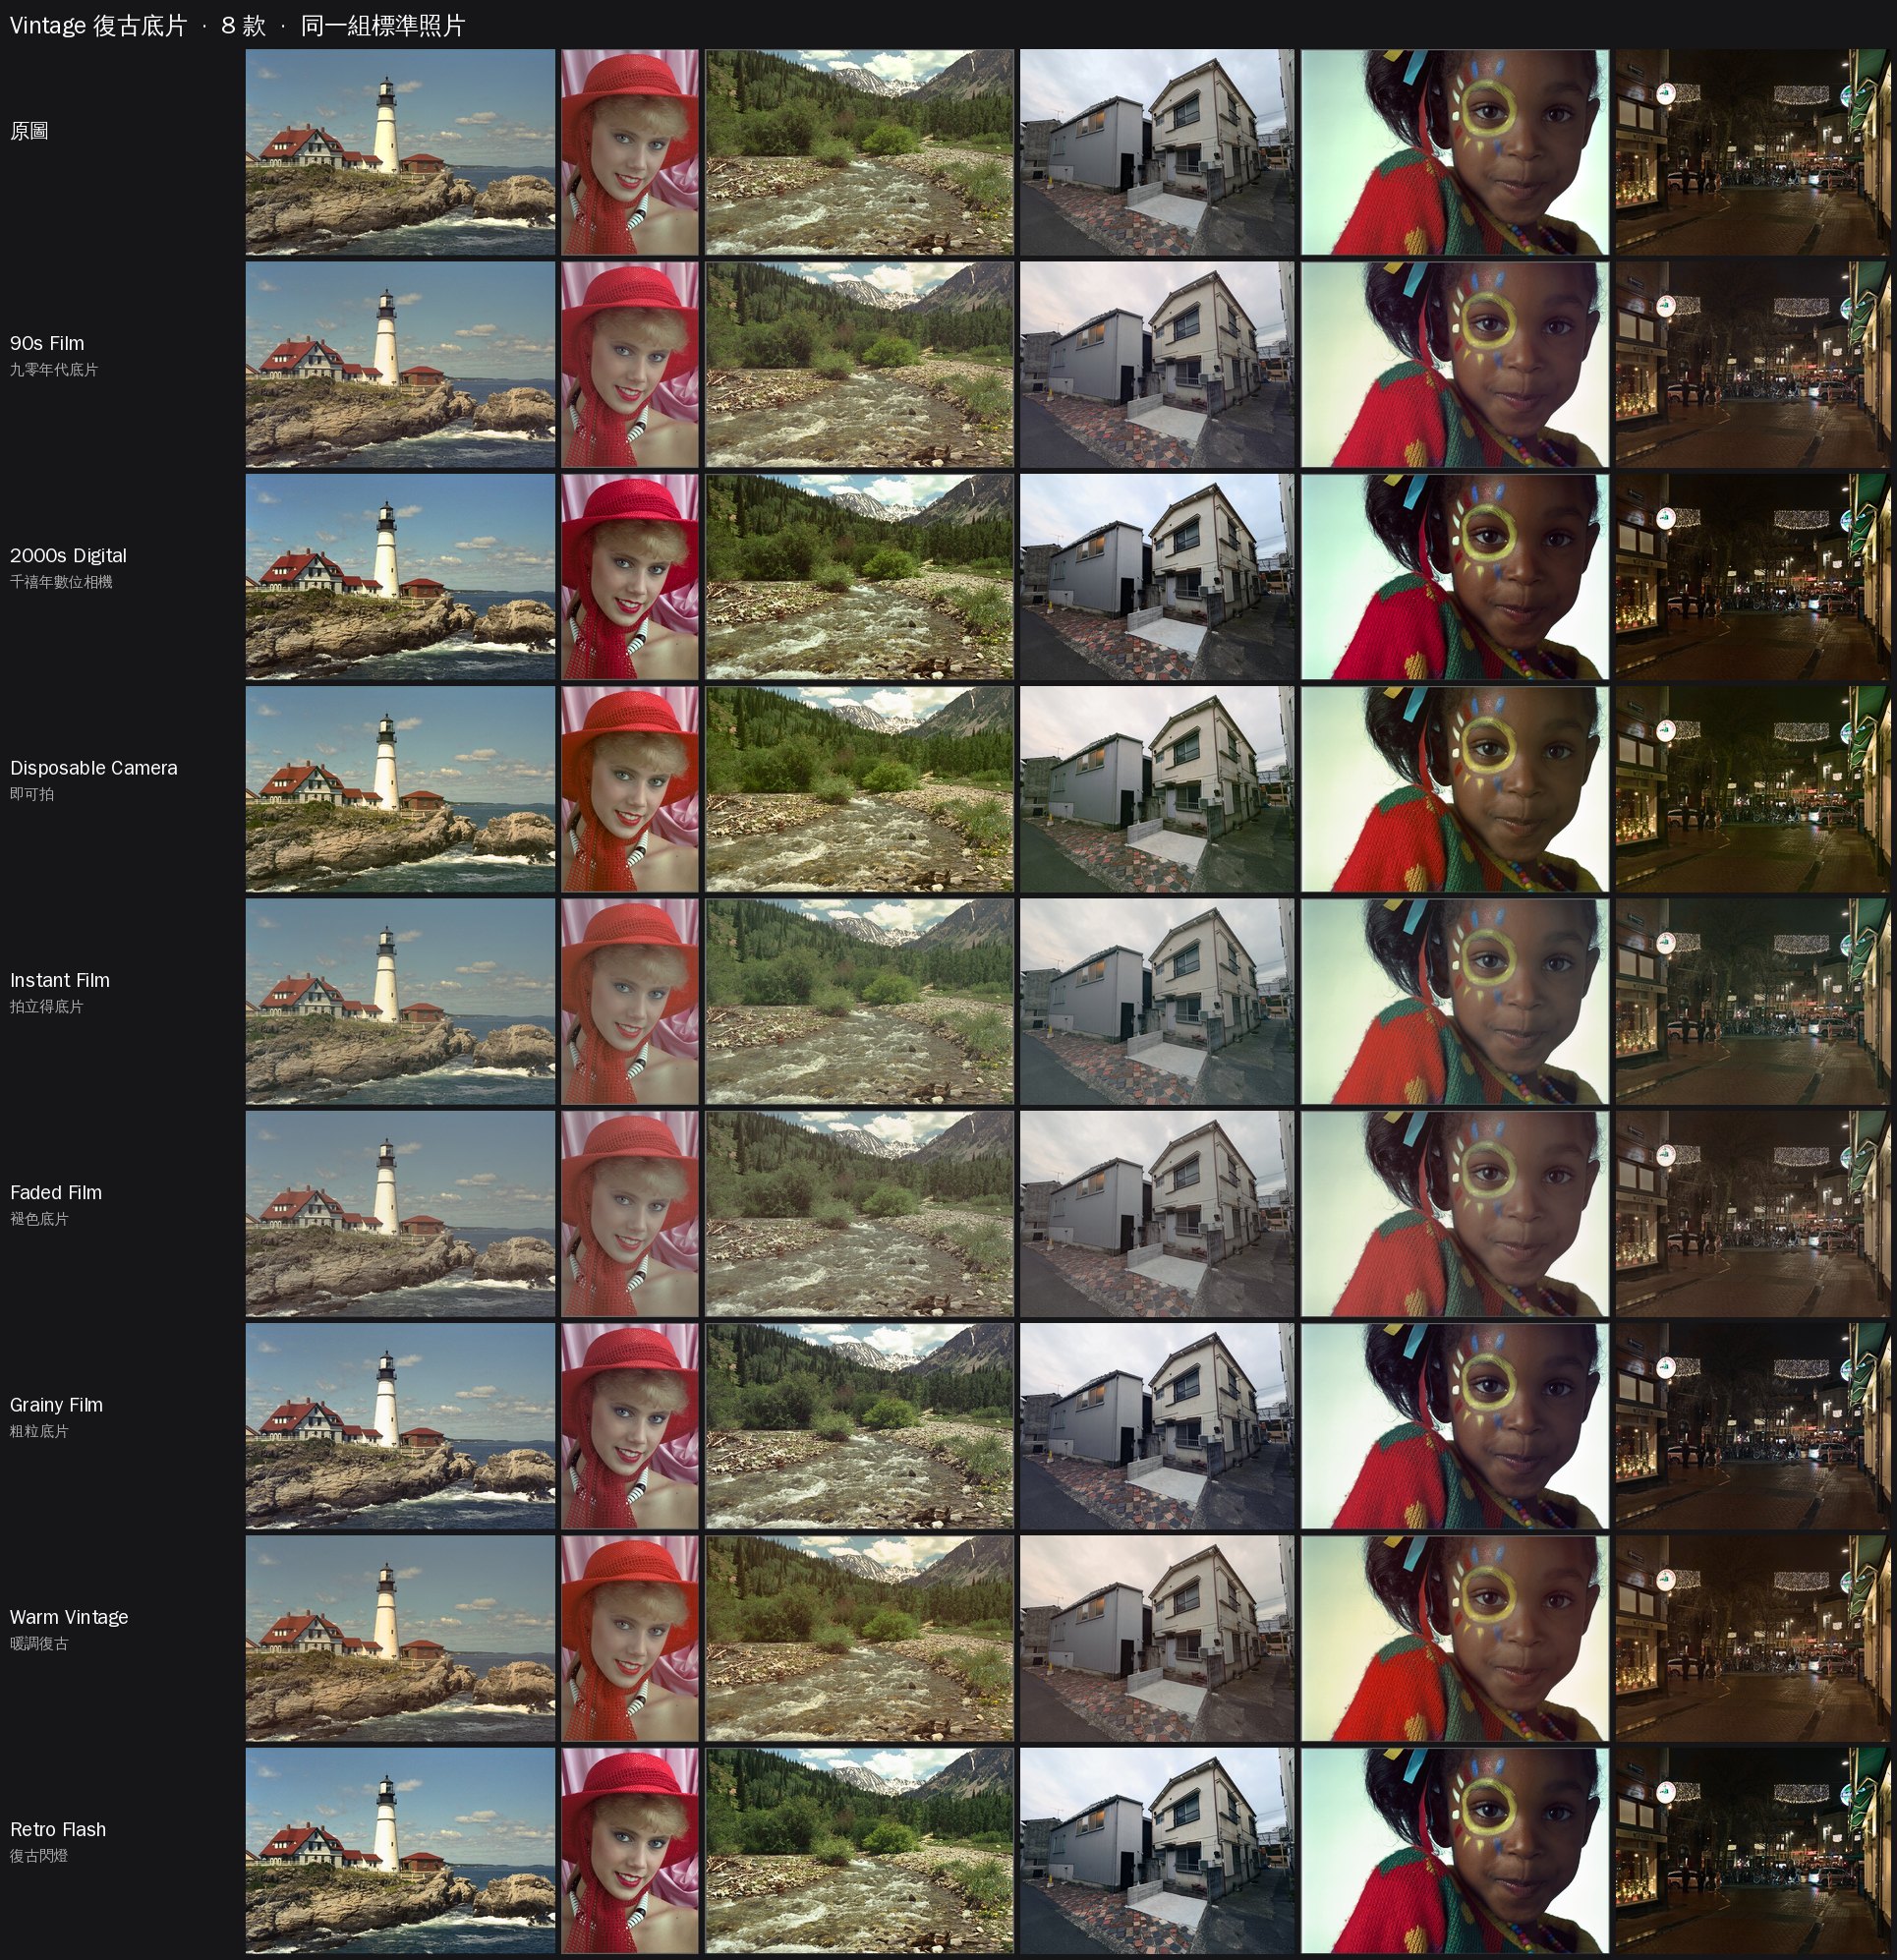 Vintage 復古底片 · 8 款 · 同一組標準照片
原圖
90s Film
九零年代底片
2000s Digital
千禧年數位相機
Disposable Camera
即可拍
Instant Film
拍立得底片
Faded Film
褪色底片
Grainy Film
粗粒底片
Warm Vintage
暖調復古
Retro Flash
復古閃燈